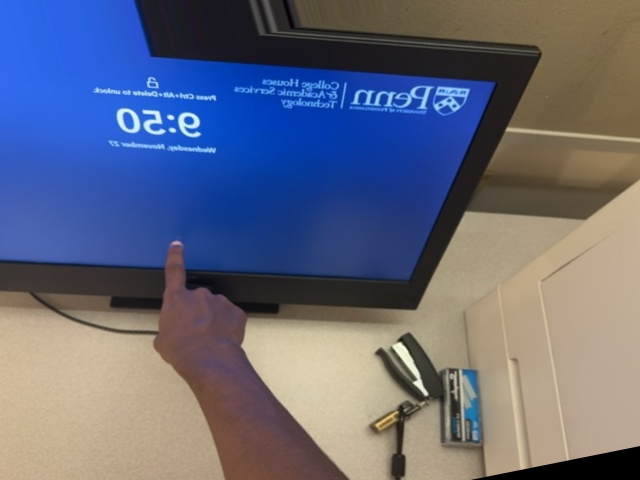 Penn
UNIVERSITY OF PENNSYLVANIA
College Houses
& Academic Services
Technology
Press Ctrl+Alt+Delete to unlock.
9:50
Wednesday, November 27